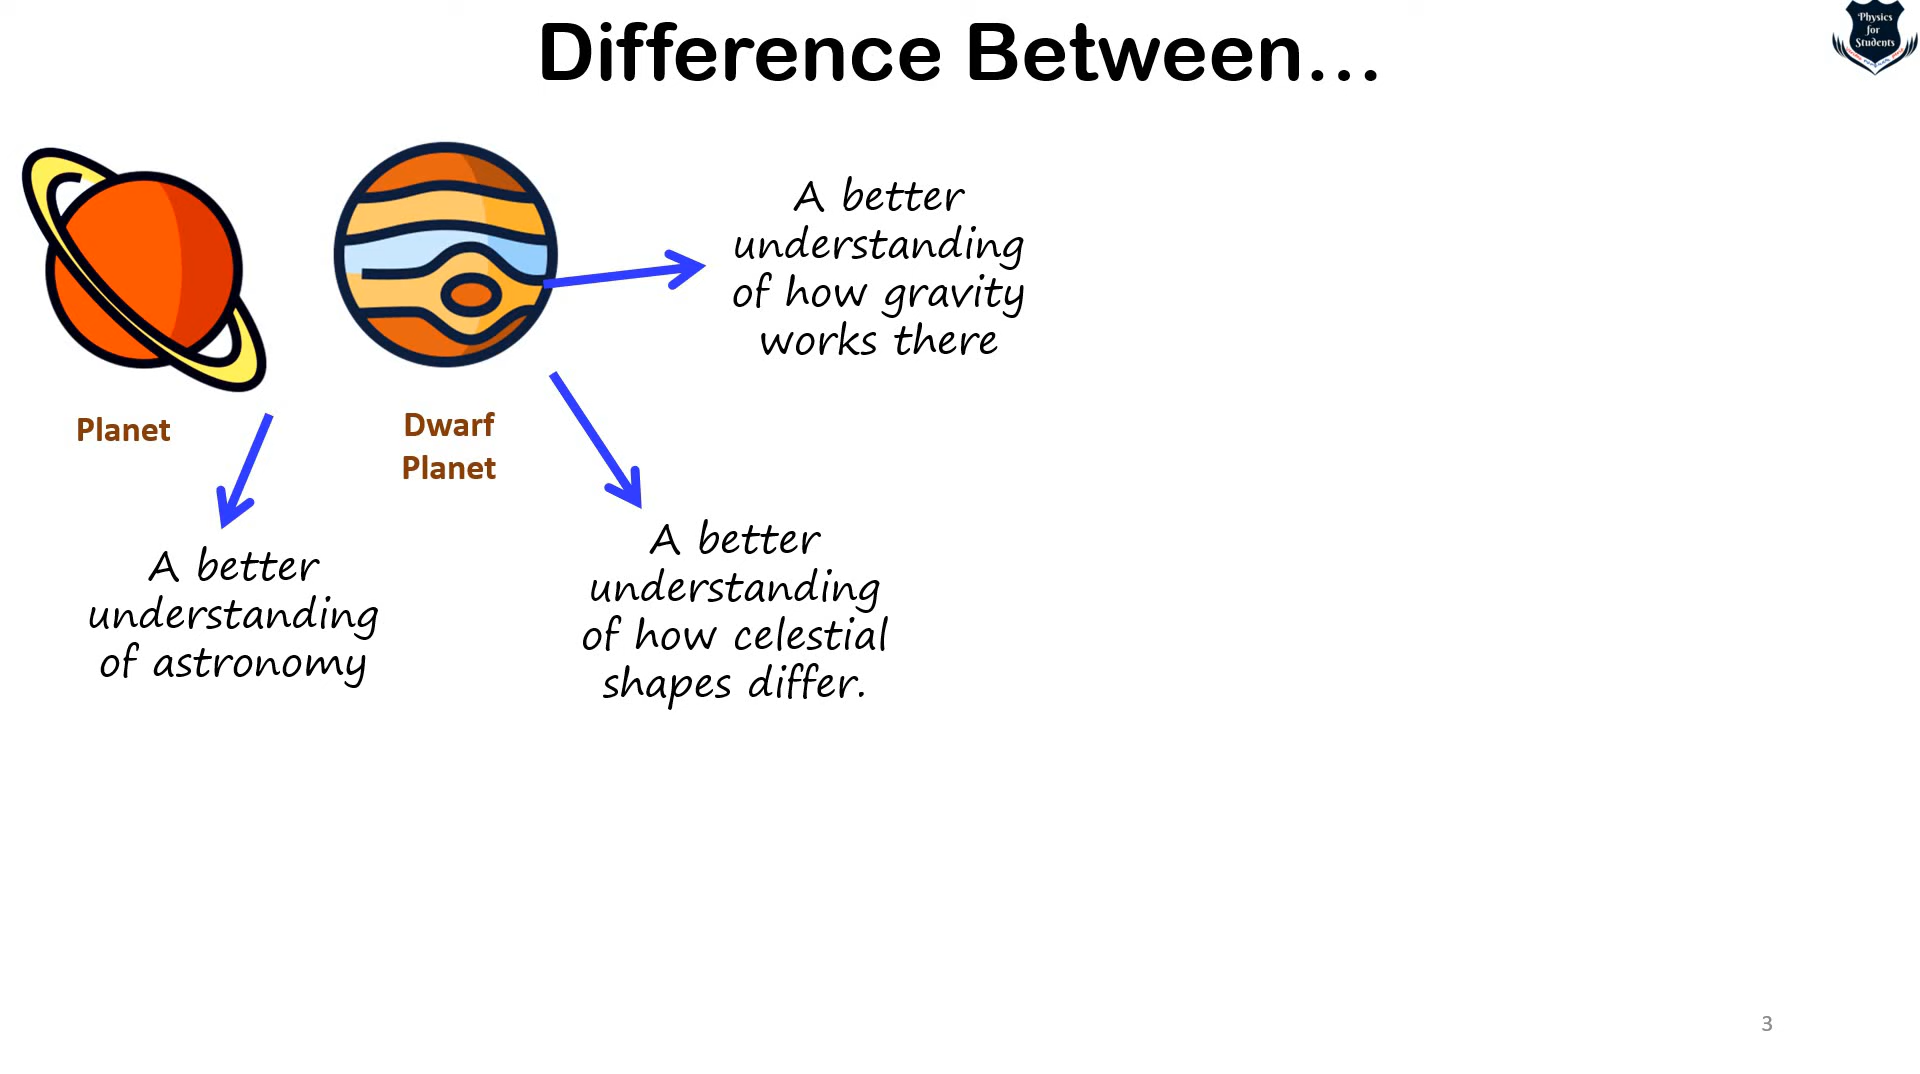 Difference Between...
Physics
for
Students
A better
understanding
of how gravity
works there
Planet
Dwarf
Planet
A better
understanding
of astronomy
A better
understanding
of how celestial
shapes differ.
3